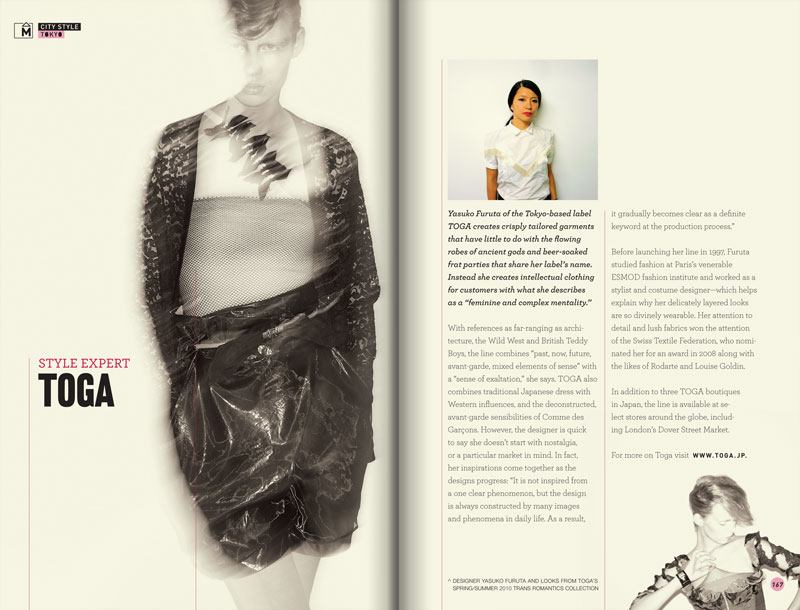 M
CITY STYLE
TOKYO
STYLE EXPERT
TOGA
Yasuko Furuta of the Tokyo-based label
TOGA creates crisply tailored garments
that have little to do with the flowing
robes of ancient gods and beer-soaked
frat parties that share her label's name.
Instead she creates intellectual clothing
for customers with what she describes
as a "feminine and complex mentality."
With references as far-ranging as archi-
tecture, the Wild West and British Teddy
Boys, the line combines "past, now, future,
avant-garde, mixed elements of sense" with
a "sense of exaltation," she says. TOGA also
combines traditional Japanese dress with
Western influences, and the deconstructed,
avant-garde sensibilities of Comme des
Garçons. However, the designer is quick
to say she doesn't start with nostalgia,
or a particular market in mind. In fact,
her inspirations come together as the
designs progress: "It is not inspired from
a one clear phenomenon, but the design
is always constructed by many images
and phenomena in daily life. As a result,
it gradually becomes clear as a definite
keyword at the production process."
Before launching her line in 1997, Furuta
studied fashion at Paris's venerable
ESMOD fashion institute and worked as a
stylist and costume designer—which helps
explain why her delicately layered looks
are so divinely wearable. Her attention to
detail and lush fabrics won the attention
of the Swiss Textile Federation, who nomi-
nated her for an award in 2008 along with
the likes of Rodarte and Louise Goldin.
In addition to three TOGA boutiques
in Japan, the line is available at se-
lect stores around the globe, includ-
ing London's Dover Street Market.
For more on Toga visit WWW.TOGA.JP.
^ DESIGNER YASUKO FURUTA AND LOOKS FROM TOGA'S
SPRING/SUMMER 2010 TRANS ROMANTICS COLLECTION
167